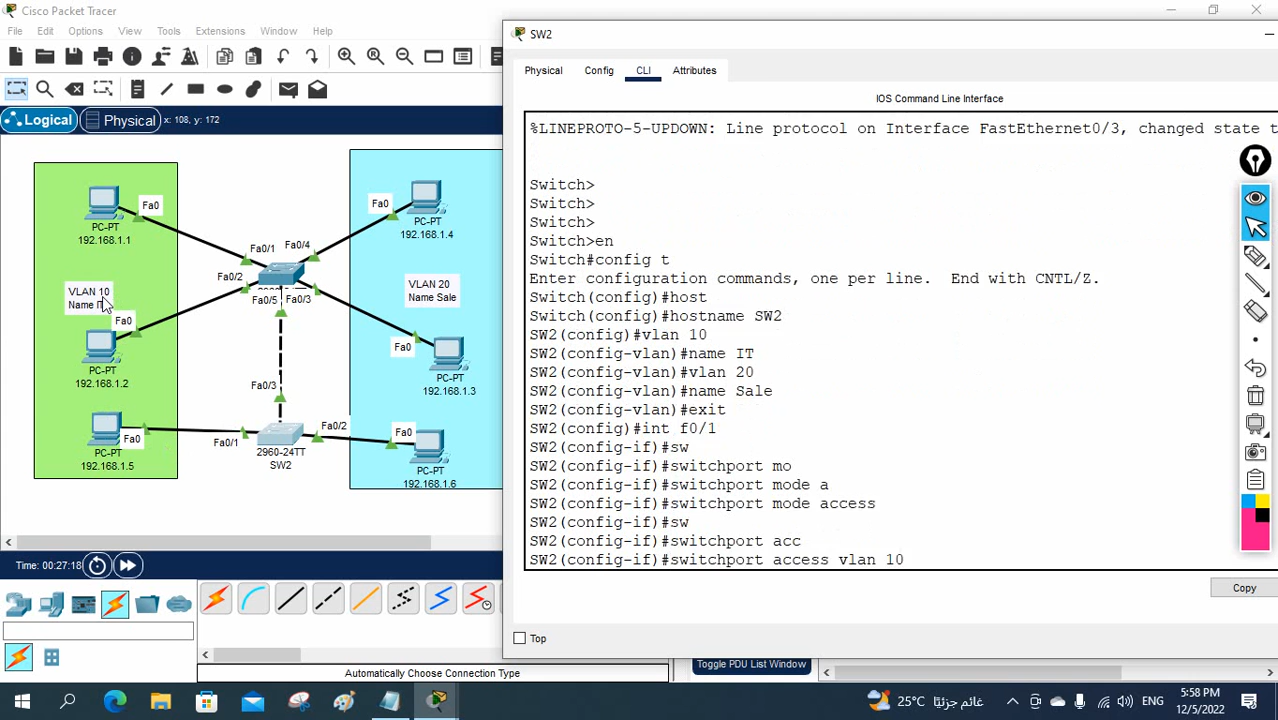 Cisco Packet Tracer
File Edit Options View Tools Extensions Window Help
Logical Physical x: 108, y: 172
Fa0
PC-PT
192.168.1.1
VLAN 10
Name
Fa0
PC-PT
192.168.1.2
Fa0
PC-PT
192.168.1.5
Fa0/1 Fa0/4
Fa0/2
Fa0/5 Fa0/3
Fa0/3
Fa0/1 Fa0/2
2960-24TT
SW2
Fa0
PC-PT
192.168.1.4
VLAN 20
Name Sale
Fa0
PC-PT
192.168.1.3
Fa0
PC-PT
192.168.1.6
Time: 00:27:18
Automatically Choose Connection Type
SW2
Physical Config CLI Attributes
IOS Command Line Interface
%LINEPROTO-5-UPDOWN: Line protocol on Interface FastEthernet0/3, changed state t
Switch>
Switch>
Switch>
Switch>en
Switch#config t
Enter configuration commands, one per line. End with CNTL/Z.
Switch(config)#host
Switch(config)#hostname SW2
SW2(config)#vlan 10
SW2(config-vlan)#name IT
SW2(config-vlan)#vlan 20
SW2(config-vlan)#name Sale
SW2(config-vlan)#exit
SW2(config)#int f0/1
SW2(config-if)#sw
SW2(config-if)#switchport mo
SW2(config-if)#switchport mode a
SW2(config-if)#switchport mode access
SW2(config-if)#sw
SW2(config-if)#switchport acc
SW2(config-if)#switchport access vlan 10
Copy
Top
Toggle PDU List Window
25°C غائم جزئيًا
ENG
5:58 PM
12/5/2022